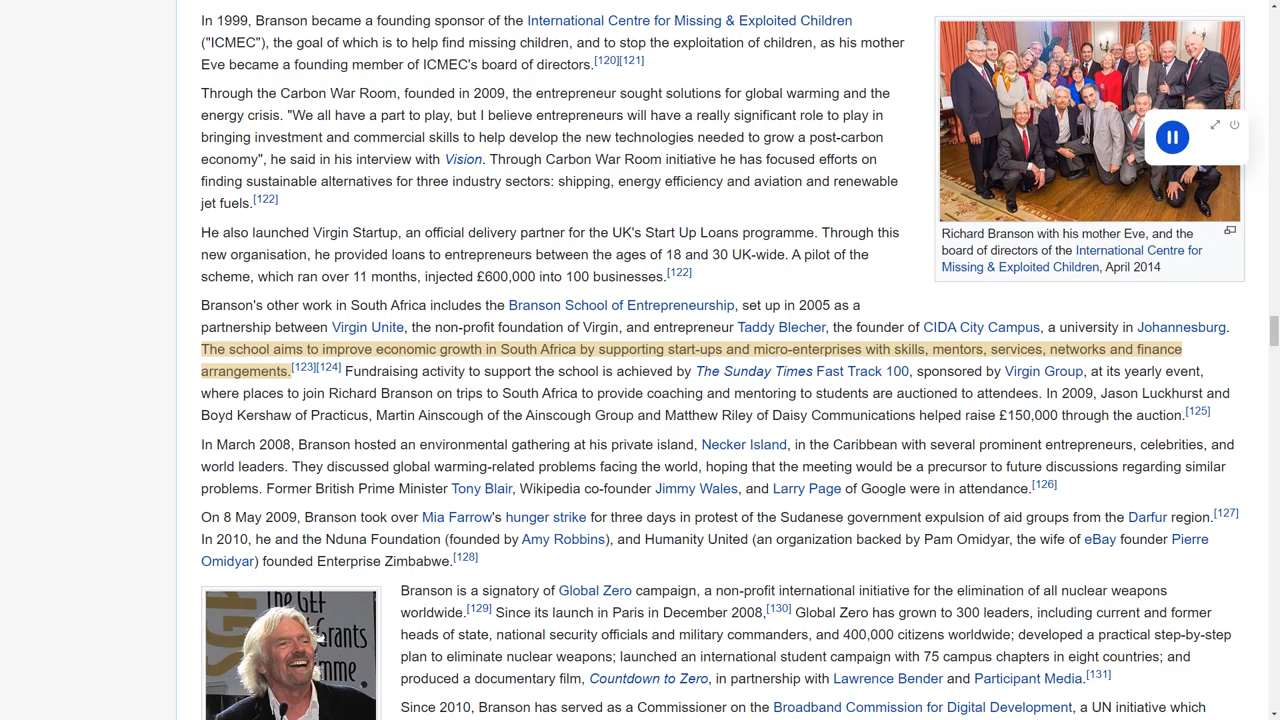 In 1999, Branson became a founding sponsor of the International Centre for Missing & Exploited Children
("ICMEC"), the goal of which is to help find missing children, and to stop the exploitation of children, as his mother
Eve became a founding member of ICMEC's board of directors.[120][121]
Through the Carbon War Room, founded in 2009, the entrepreneur sought solutions for global warming and the
energy crisis. "We all have a part to play, but I believe entrepreneurs will have a really significant role to play in
bringing investment and commercial skills to help develop the new technologies needed to grow a post-carbon
economy", he said in his interview with Vision. Through Carbon War Room initiative he has focused efforts on
finding sustainable alternatives for three industry sectors: shipping, energy efficiency and aviation and renewable
jet fuels.[122]
He also launched Virgin Startup, an official delivery partner for the UK's Start Up Loans programme. Through this
new organisation, he provided loans to entrepreneurs between the ages of 18 and 30 UK-wide. A pilot of the
scheme, which ran over 11 months, injected £600,000 into 100 businesses.[122]
Richard Branson with his mother Eve, and the
board of directors of the International Centre for
Missing & Exploited Children, April 2014
Branson's other work in South Africa includes the Branson School of Entrepreneurship, set up in 2005 as a
partnership between Virgin Unite, the non-profit foundation of Virgin, and entrepreneur Taddy Blecher, the founder of CIDA City Campus, a university in Johannesburg.
The school aims to improve economic growth in South Africa by supporting start-ups and micro-enterprises with skills, mentors, services, networks and finance
arrangements.[123][124] Fundraising activity to support the school is achieved by The Sunday Times Fast Track 100, sponsored by Virgin Group, at its yearly event,
where places to join Richard Branson on trips to South Africa to provide coaching and mentoring to students are auctioned to attendees. In 2009, Jason Luckhurst and
Boyd Kershaw of Practicus, Martin Ainscough of the Ainscough Group and Matthew Riley of Daisy Communications helped raise £150,000 through the auction.[125]
In March 2008, Branson hosted an environmental gathering at his private island, Necker Island, in the Caribbean with several prominent entrepreneurs, celebrities, and
world leaders. They discussed global warming-related problems facing the world, hoping that the meeting would be a precursor to future discussions regarding similar
problems. Former British Prime Minister Tony Blair, Wikipedia co-founder Jimmy Wales, and Larry Page of Google were in attendance.[126]
On 8 May 2009, Branson took over Mia Farrow's hunger strike for three days in protest of the Sudanese government expulsion of aid groups from the Darfur region.[127]
In 2010, he and the Nduna Foundation (founded by Amy Robbins), and Humanity United (an organization backed by Pam Omidyar, the wife of eBay founder Pierre
Omidyar) founded Enterprise Zimbabwe.[128]
Branson is a signatory of Global Zero campaign, a non-profit international initiative for the elimination of all nuclear weapons
worldwide.[129] Since its launch in Paris in December 2008,[130] Global Zero has grown to 300 leaders, including current and former
heads of state, national security officials and military commanders, and 400,000 citizens worldwide; developed a practical step-by-step
plan to eliminate nuclear weapons; launched an international student campaign with 75 campus chapters in eight countries; and
produced a documentary film, Countdown to Zero, in partnership with Lawrence Bender and Participant Media.[131]
Since 2010, Branson has served as a Commissioner on the Broadband Commission for Digital Development, a UN initiative which
The GEF
Grants